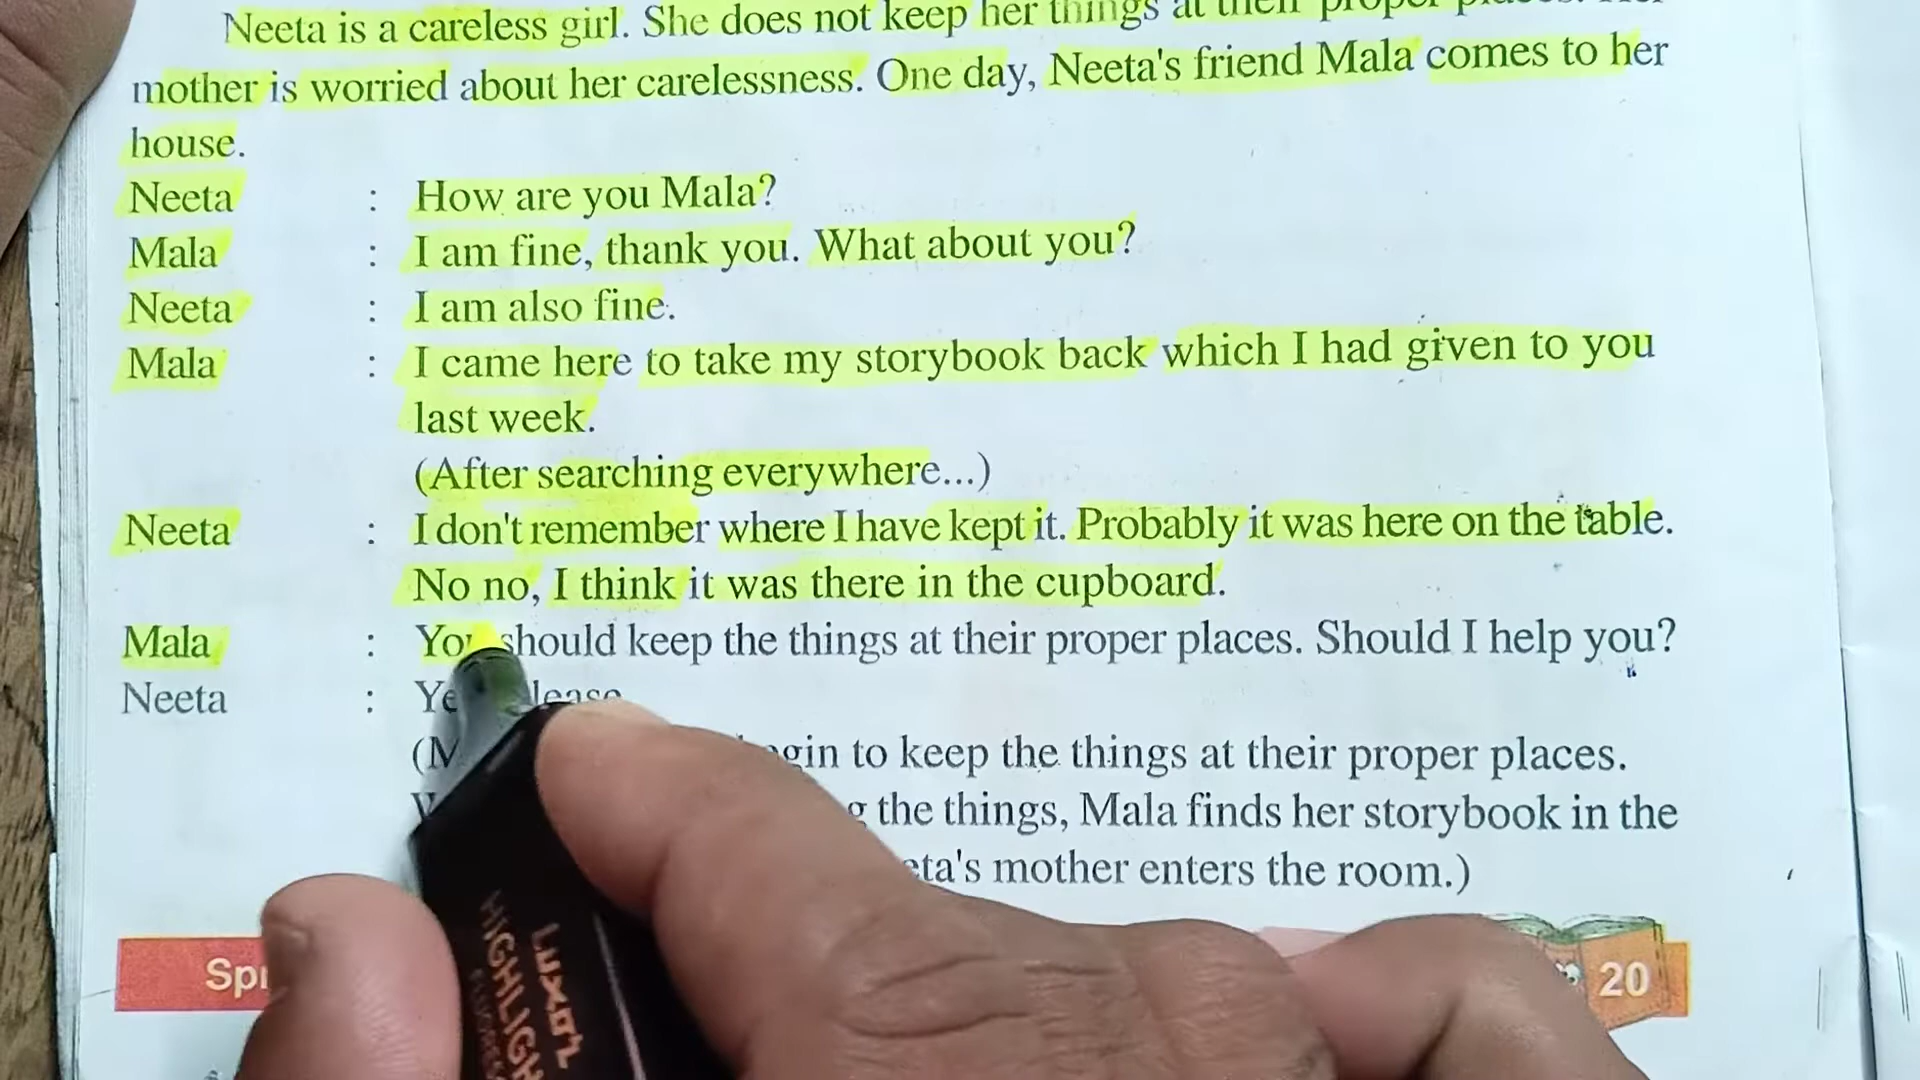 Neeta is a careless girl. She does not keep her things at their proper places. Her
mother is worried about her carelessness. One day, Neeta's friend Mala comes to her
house.
Neeta : How are you Mala?
Mala : I am fine, thank you. What about you?
Neeta : I am also fine.
Mala : I came here to take my storybook back which I had given to you
last week.
(After searching everywhere...)
Neeta : I don't remember where I have kept it. Probably it was here on the table.
No no, I think it was there in the cupboard.
Mala : You should keep the things at their proper places. Should I help you?
Neeta :
to keep the things at their proper places.
the things, Mala finds her storybook in the
mother enters the room.)
20
LUXOR